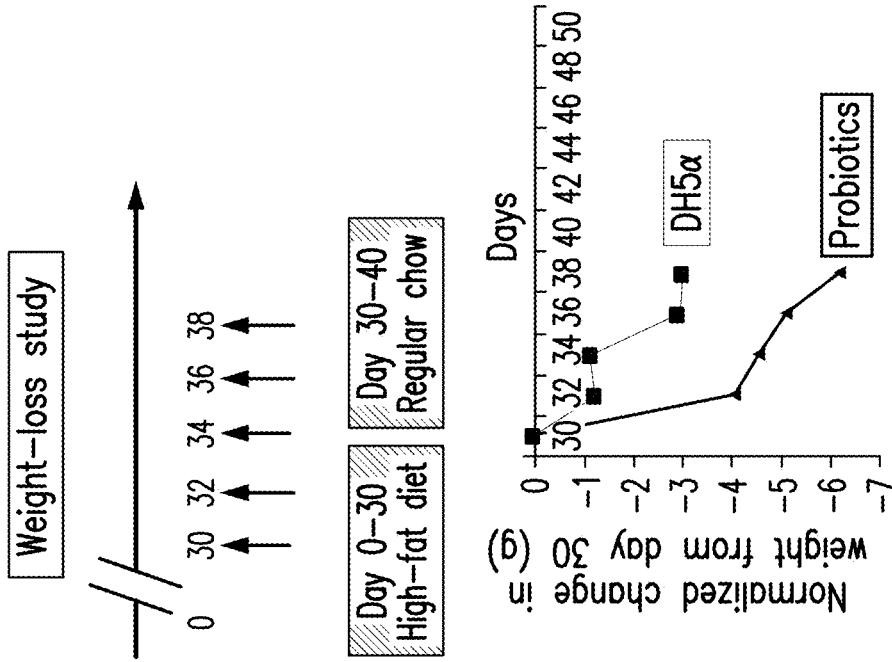 Weight–loss study
0
30
32
34
36
38
Day 0–30
High–fat diet
Day 30–40
Regular chow
Days
30 32 34 36 38 40 42 44 46 48 50
0
–1
–2
–3
–4
–5
–6
–7
Normalized change in
weight from day 30 (g)
DH5α
Probiotics